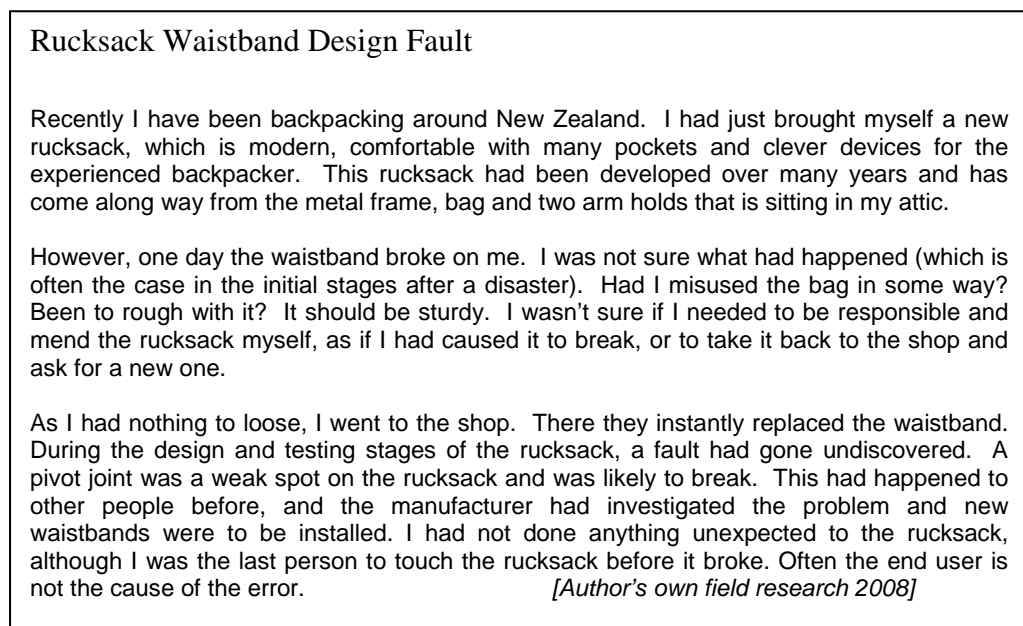 Rucksack Waistband Design Fault
Recently I have been backpacking around New Zealand. I had just brought myself a new
rucksack, which is modern, comfortable with many pockets and clever devices for the
experienced backpacker. This rucksack had been developed over many years and has
come along way from the metal frame, bag and two arm holds that is sitting in my attic.
However, one day the waistband broke on me. I was not sure what had happened (which is
often the case in the initial stages after a disaster). Had I misused the bag in some way?
Been to rough with it? It should be sturdy. I wasn't sure if I needed to be responsible and
mend the rucksack myself, as if I had caused it to break, or to take it back to the shop and
ask for a new one.
As I had nothing to loose, I went to the shop. There they instantly replaced the waistband.
During the design and testing stages of the rucksack, a fault had gone undiscovered. A
pivot joint was a weak spot on the rucksack and was likely to break. This had happened to
other people before, and the manufacturer had investigated the problem and new
waistbands were to be installed. I had not done anything unexpected to the rucksack,
although I was the last person to touch the rucksack before it broke. Often the end user is
not the cause of the error. [Author's own field research 2008]